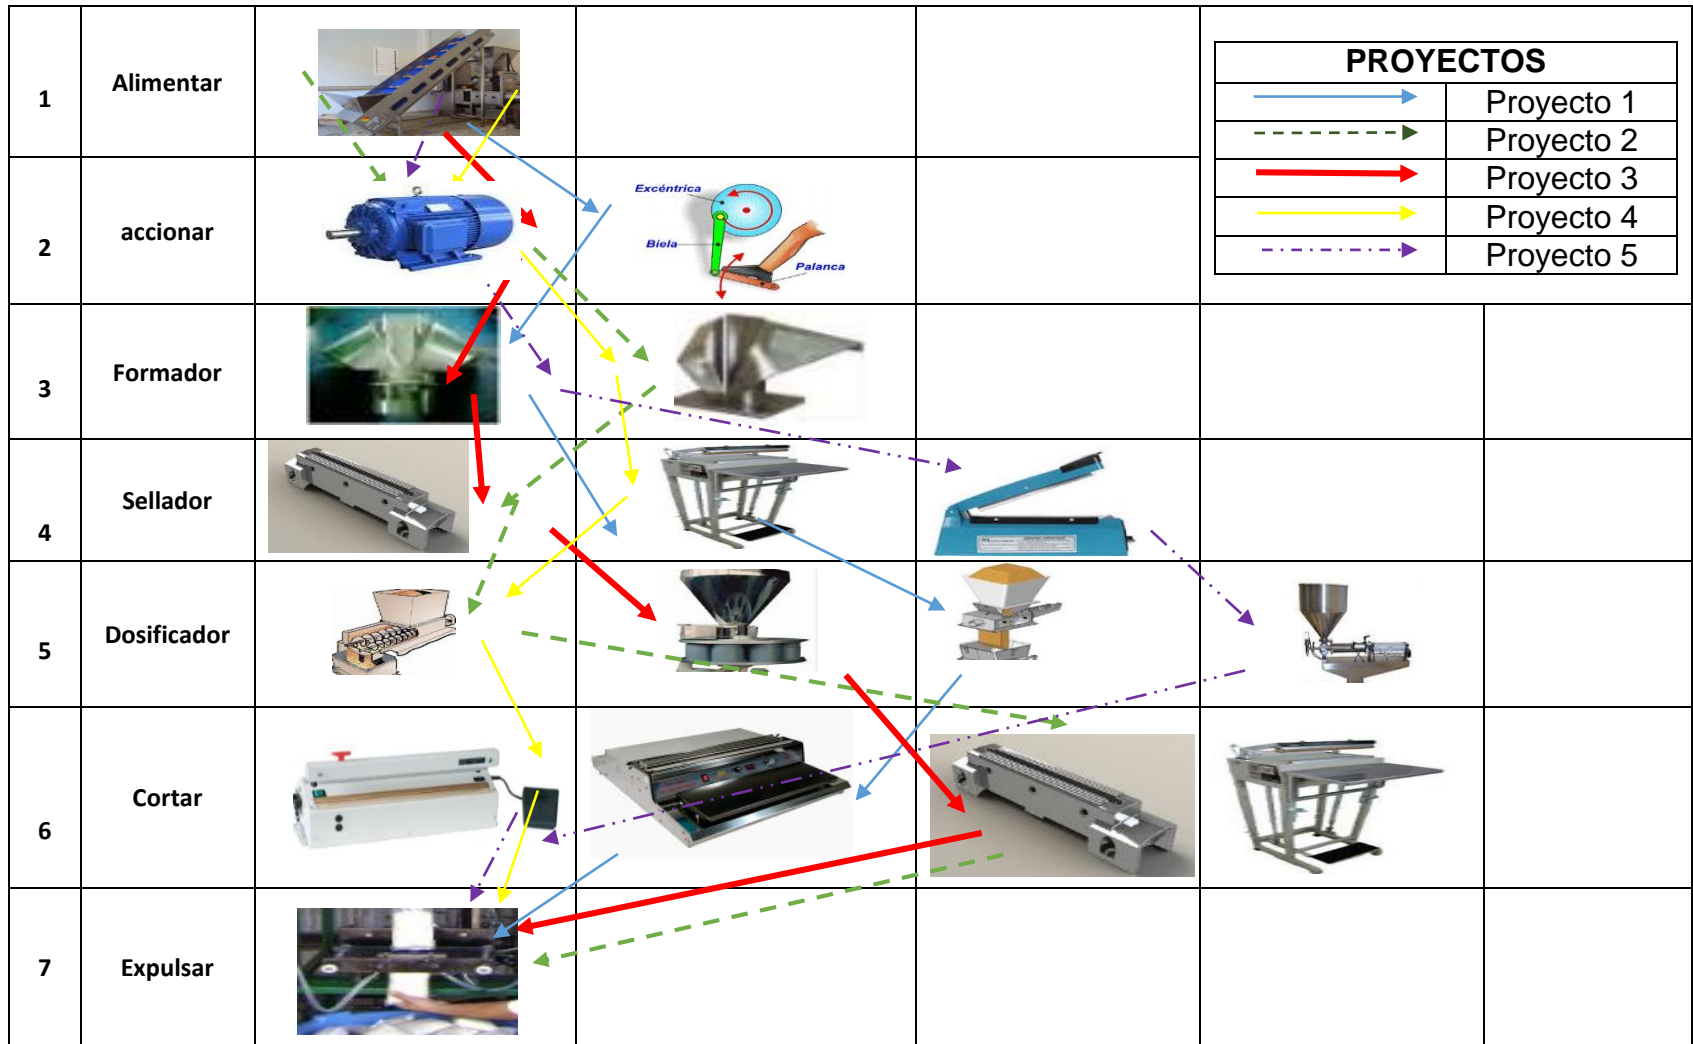 1
Alimentar
PROYECTOS
Proyecto 1
Proyecto 2
Proyecto 3
Proyecto 4
Proyecto 5
2
accionar
Excéntrica
Biela
Palanca
3
Formador
4
Sellador
5
Dosificador
6
Cortar
7
Expulsar